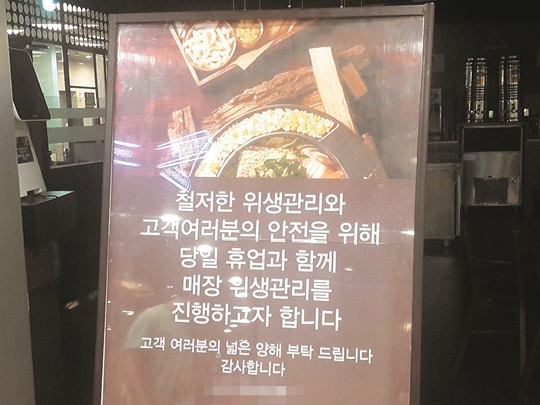 철저한 위생관리와
고객여러분의 안전을 위해
당일 휴업과 함께
매장 위생관리를
진행하고자 합니다
고객 여러분의 넓은 양해 부탁 드립니다
감사합니다